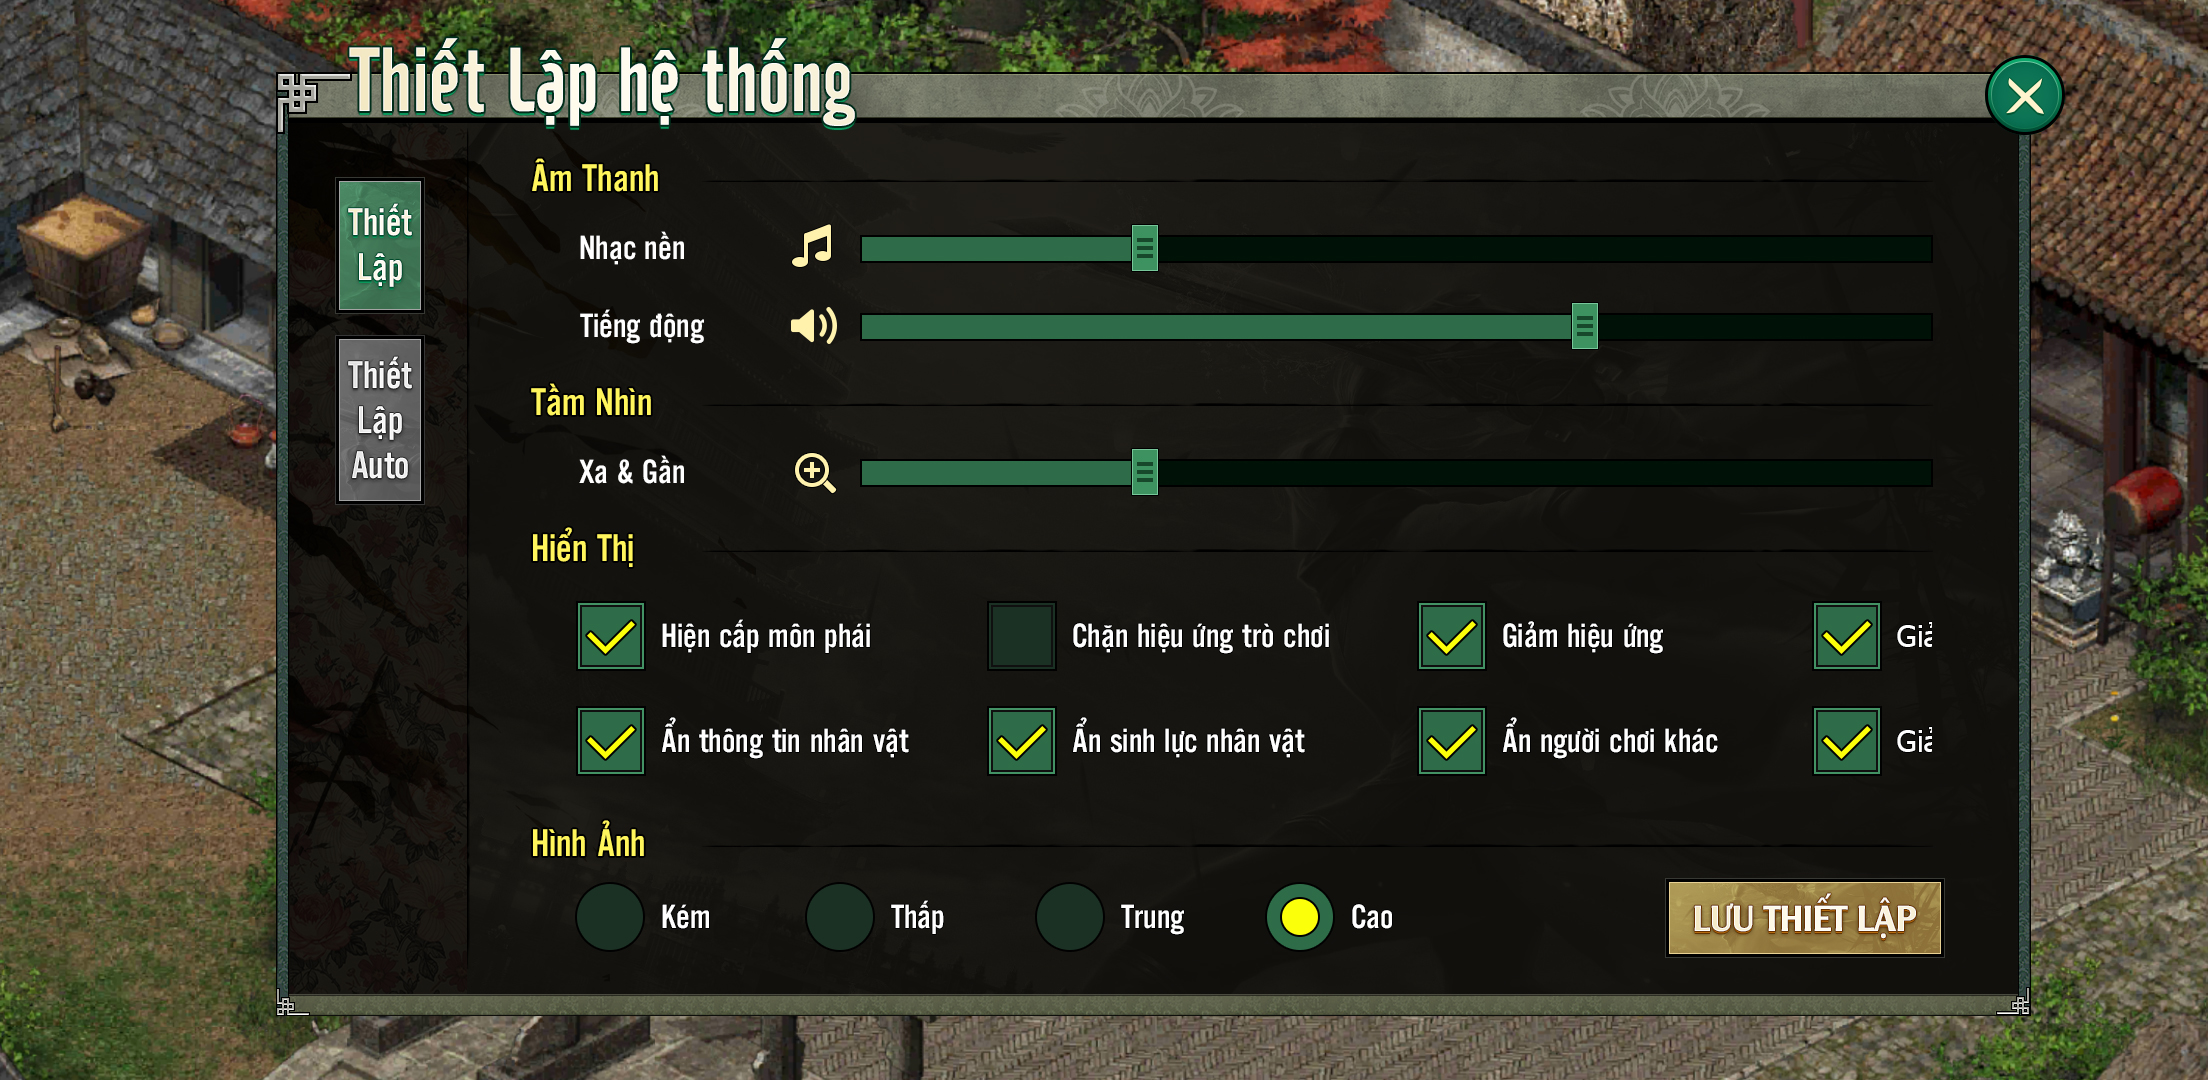 Thiết Lập hệ thống
Thiết
Lập
Thiết
Lập
Auto
Âm Thanh
Nhạc nền
Tiếng động
Tầm Nhìn
Xa & Gần
Hiển Thị
Hiện cấp môn phái
Chặn hiệu ứng trò chơi
Giảm hiệu ứng
Ẩn thông tin nhân vật
Ẩn sinh lực nhân vật
Ẩn người chơi khác
Hình Ảnh
Kém
Thấp
Trung
Cao
LƯU THIẾT LẬP